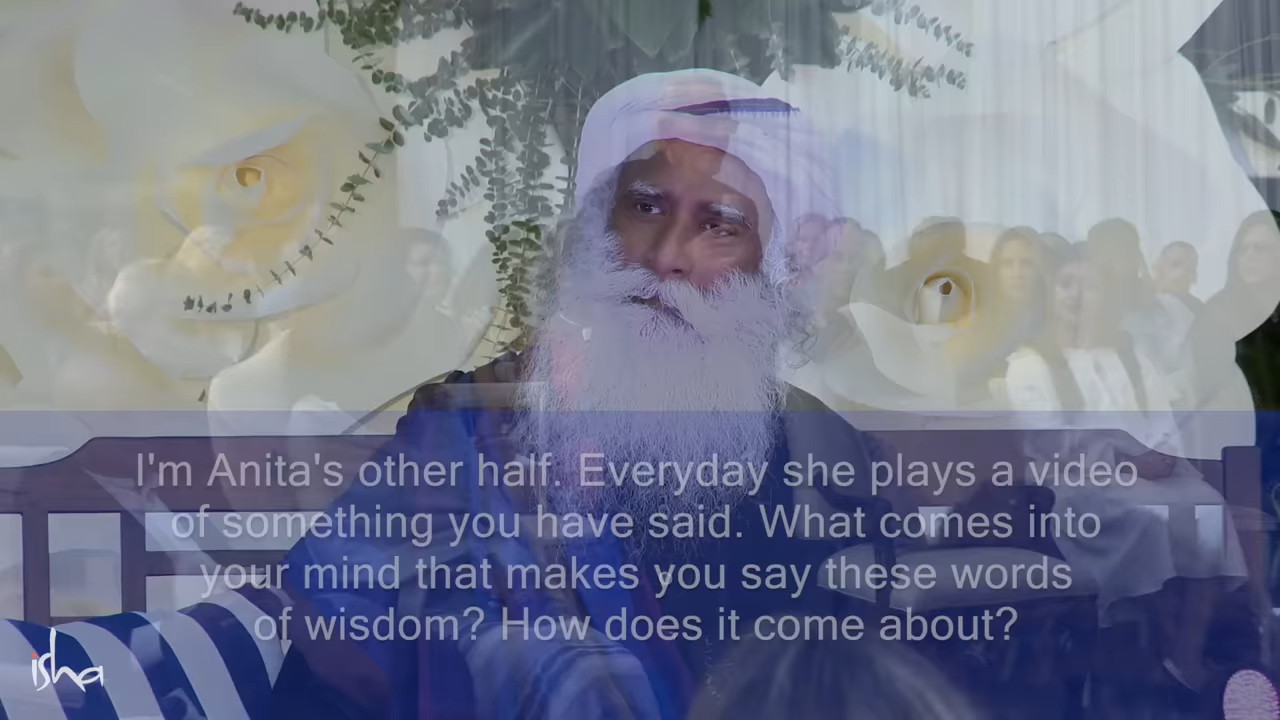 I'm Anita's other half. Everyday she plays a video
of something you have said. What comes into
your mind that makes you say these words
of wisdom? How does it come about?
isha